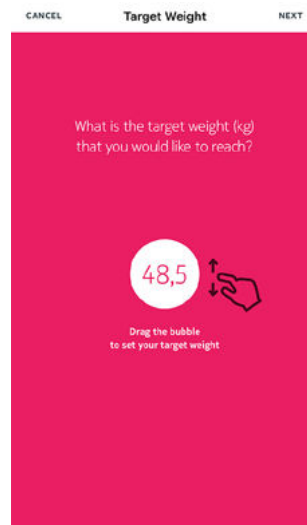 CANCEL Target Weight NEXT
What is the target weight (kg)
that you would like to reach?
48,5
Drag the bubble
to set your target weight